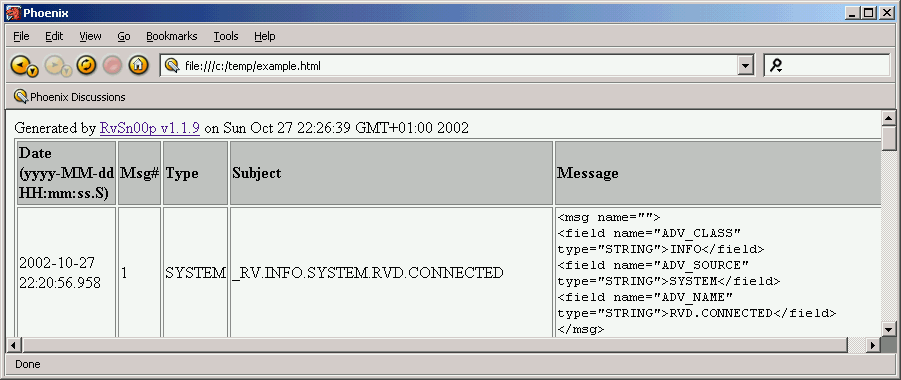 Phoenix
File Edit View Go Bookmarks Tools Help
file:///c:/temp/example.html
Phoenix Discussions
Generated by RvSn00p v1.1.9 on Sun Oct 27 22:26:39 GMT+01:00 2002
Date
(yyyy-MM-dd
HH:mm:ss.S)
Msg#
Type
Subject
Message
2002-10-27
22:20:56.958
1
SYSTEM
_RV.INFO.SYSTEM.RVD.CONNECTED
<msg name="">
<field name="ADV_CLASS"
type="STRING">INFO</field>
<field name="ADV_SOURCE"
type="STRING">SYSTEM</field>
<field name="ADV_NAME"
type="STRING">RVD.CONNECTED</field>
</msg>
Done